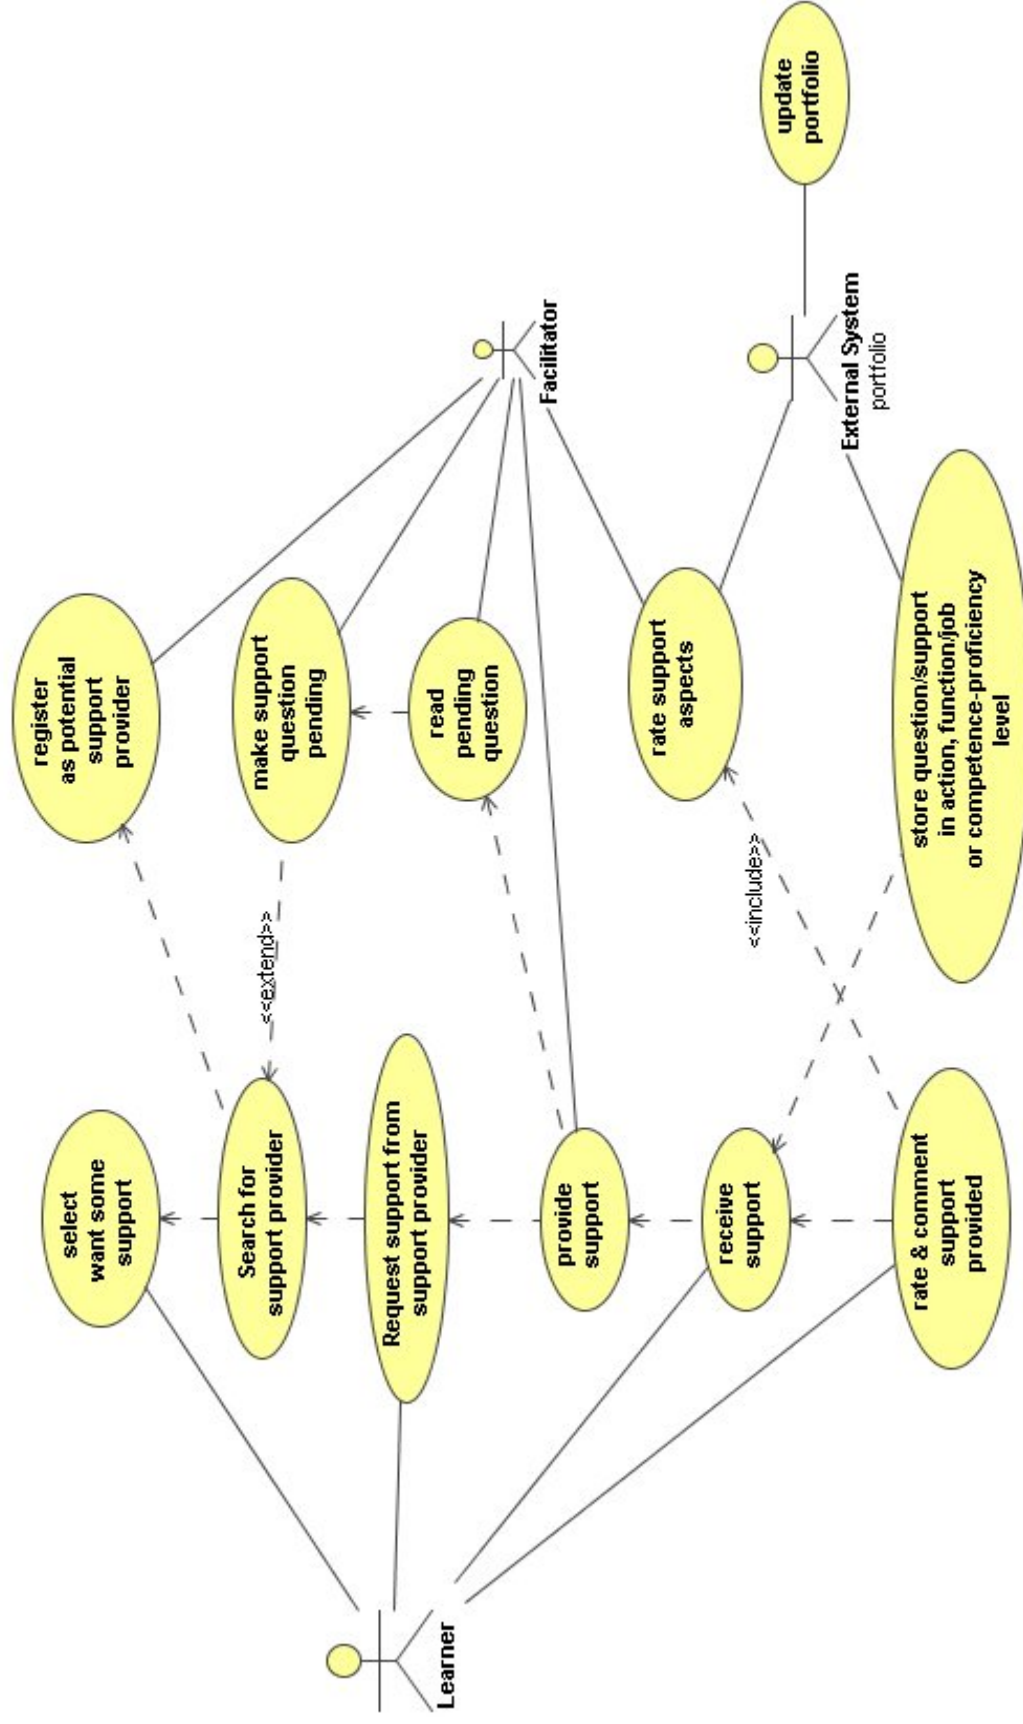 select
want some
support
Search for
support provider
Request support from
support provider
provide
support
receive
support
rate & comment
support
provided
Learner
<<extend>>
<<include>>
register
as potential
support
provider
make support
question
pending
read
pending
question
rate support
aspects
store question/support
in action, function/job
or competence-proficiency
level
Facilitator
External System
portfolio
update
portfolio